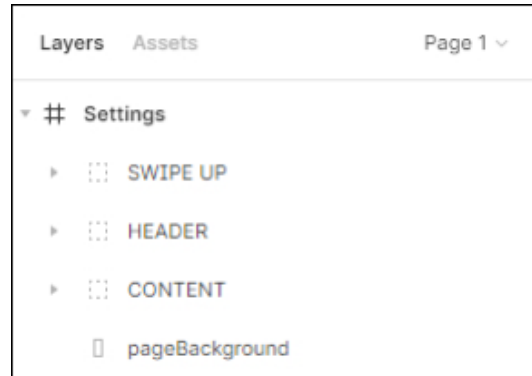 Layers Assets Page 1
Settings
SWIPE UP
HEADER
CONTENT
pageBackground